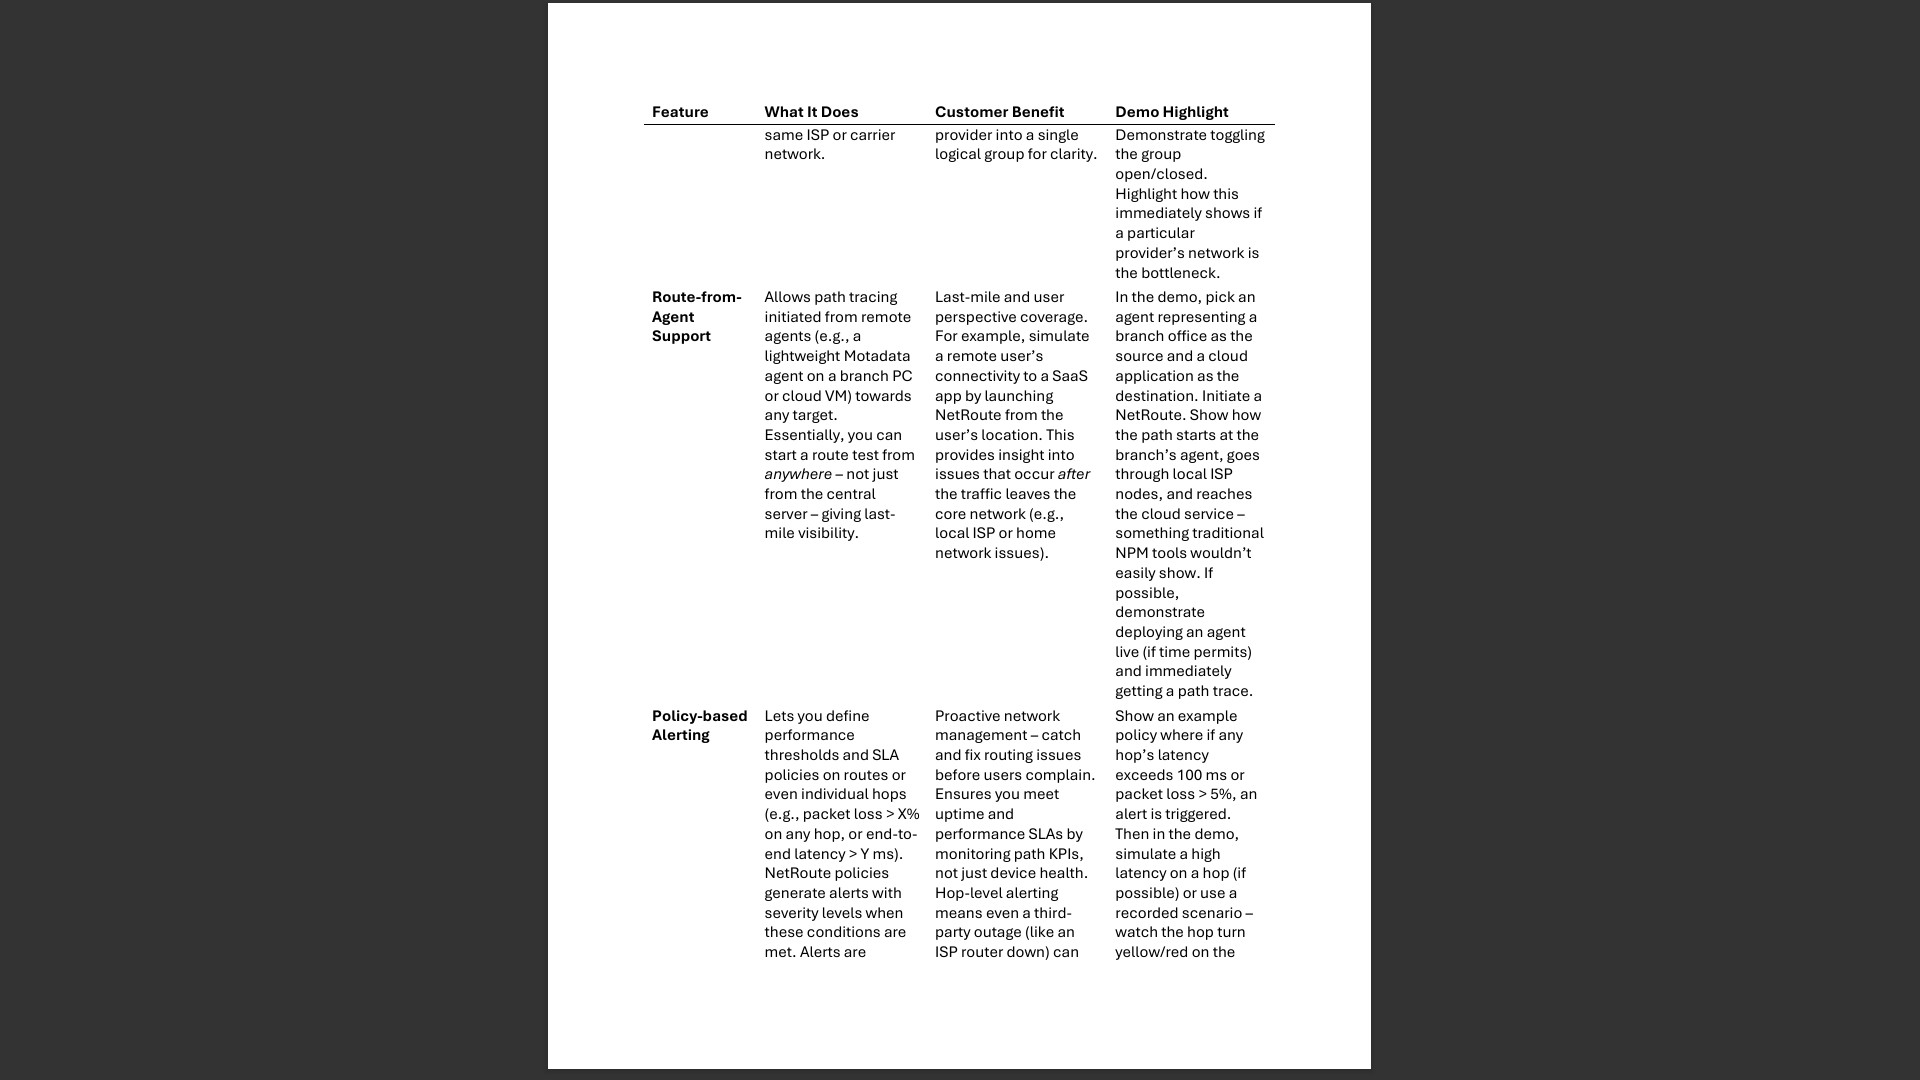 Feature
What It Does
Customer Benefit
Demo Highlight
same ISP or carrier
network.
provider into a single
logical group for clarity.
Demonstrate toggling
the group
open/closed.
Highlight how this
immediately shows if
a particular
provider’s network is
the bottleneck.
Route-from-
Agent
Support
Allows path tracing
initiated from remote
agents (e.g., a
lightweight Motadata
agent on a branch PC
or cloud VM) towards
any target.
Essentially, you can
start a route test from
anywhere – not just
from the central
server – giving last-
mile visibility.
Last-mile and user
perspective coverage.
For example, simulate
a remote user’s
connectivity to a SaaS
app by launching
NetRoute from the
user’s location. This
provides insight into
issues that occur after
the traffic leaves the
core network (e.g.,
local ISP or home
network issues).
In the demo, pick an
agent representing a
branch office as the
source and a cloud
application as the
destination. Initiate a
NetRoute. Show how
the path starts at the
branch’s agent, goes
through local ISP
nodes, and reaches
the cloud service –
something traditional
NPM tools wouldn’t
easily show. If
possible,
demonstrate
deploying an agent
live (if time permits)
and immediately
getting a path trace.
Policy-based
Alerting
Lets you define
performance
thresholds and SLA
policies on routes or
even individual hops
(e.g., packet loss > X%
on any hop, or end-to-
end latency > Y ms).
NetRoute policies
generate alerts with
severity levels when
these conditions are
met. Alerts are
Proactive network
management – catch
and fix routing issues
before users complain.
Ensures you meet
uptime and
performance SLAs by
monitoring path KPIs,
not just device health.
Hop-level alerting
means even a third-
party outage (like an
ISP router down) can
Show an example
policy where if any
hop’s latency
exceeds 100 ms or
packet loss > 5%, an
alert is triggered.
Then in the demo,
simulate a high
latency on a hop (if
possible) or use a
recorded scenario –
watch the hop turn
yellow/red on the